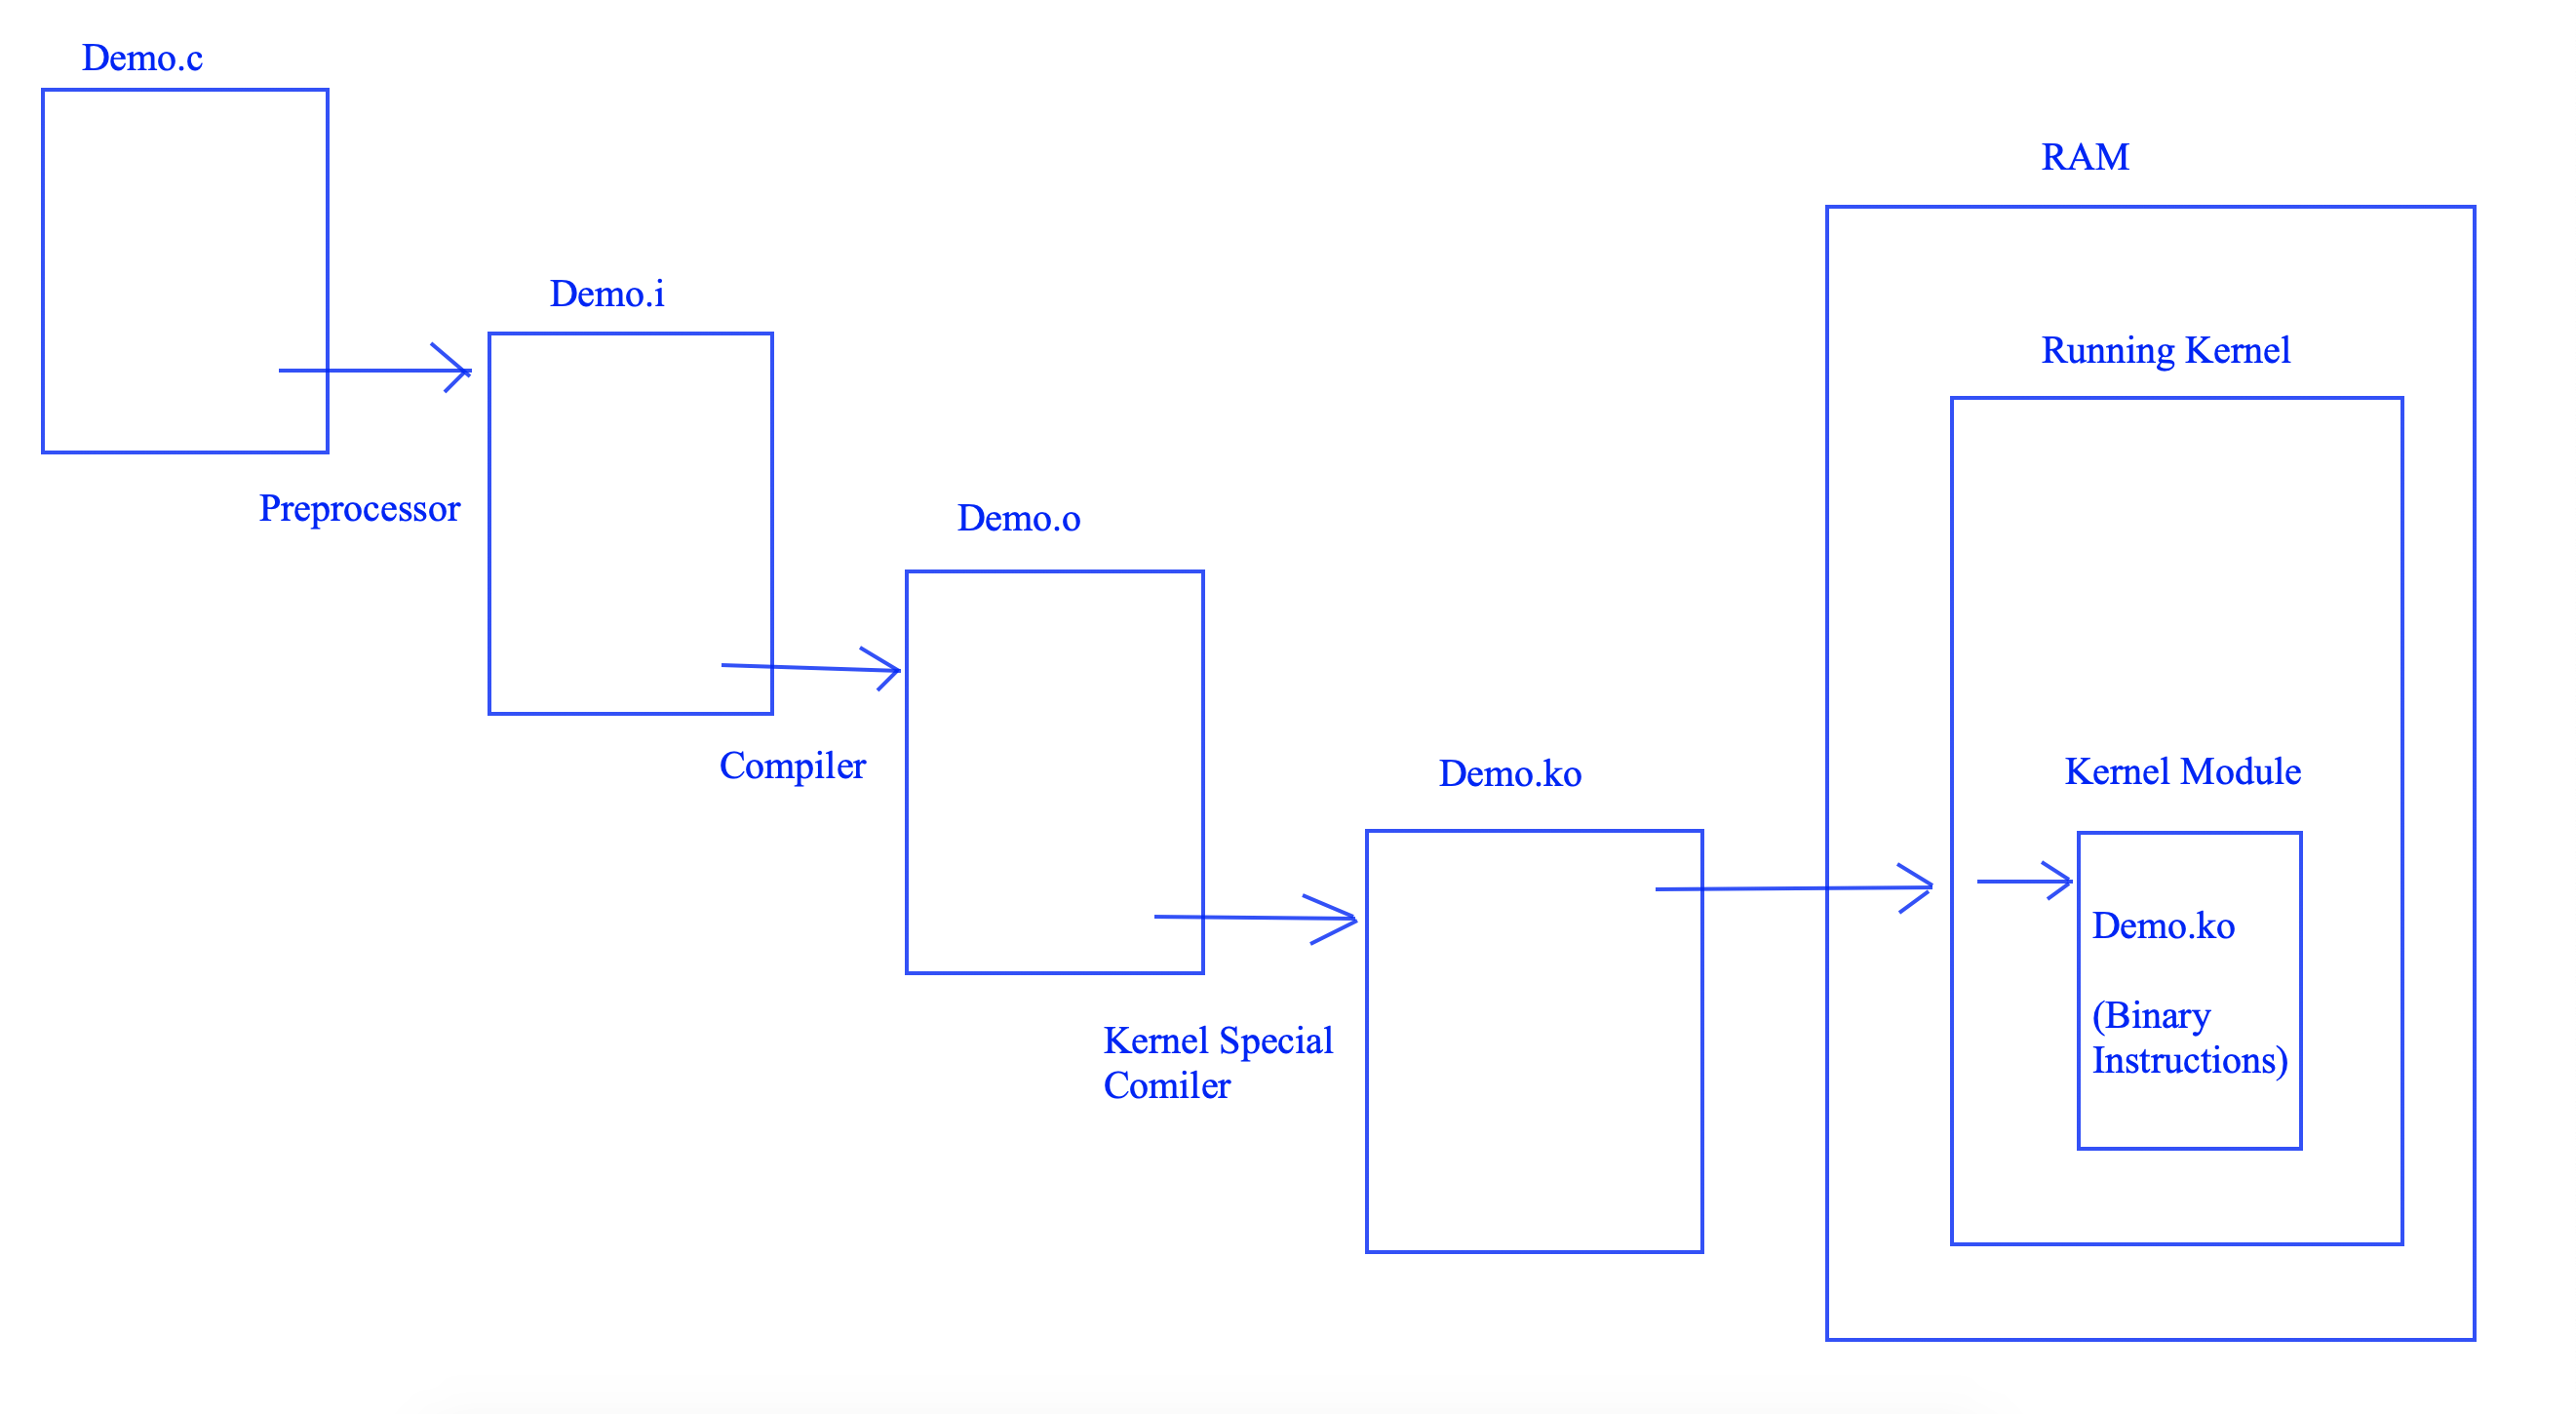 Demo.c
Preprocessor
Demo.i
Compiler
Demo.o
Kernel Special
Comiler
Demo.ko
RAM
Running Kernel
Kernel Module
Demo.ko
(Binary
Instructions)